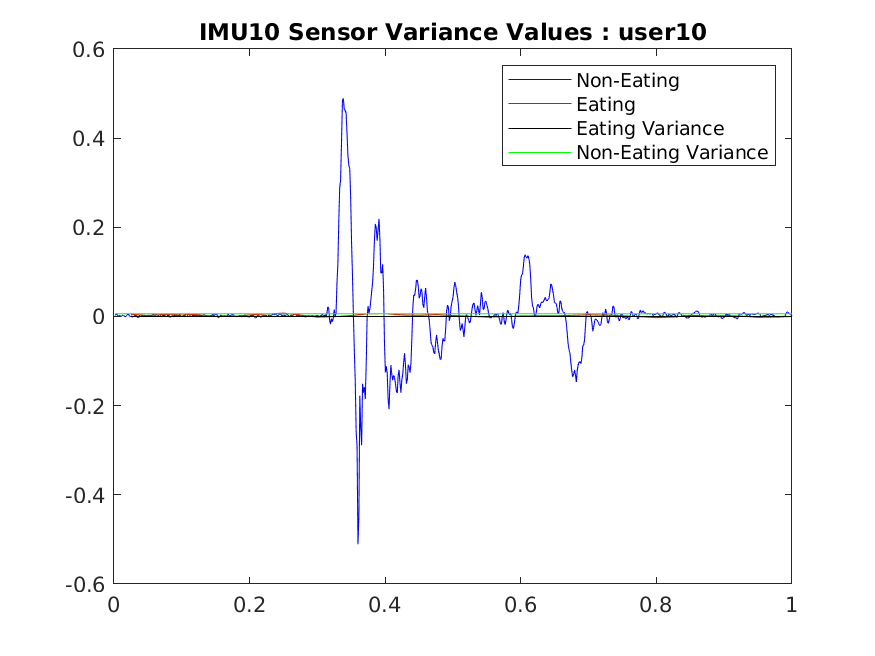 IMU10 Sensor Variance Values : user10
0.6
Non-Eating
Eating
Eating Variance
Non-Eating Variance
0.4
0.2
0
-0.2
-0.4
-0.6
0 0.2 0.4 0.6 0.8 1